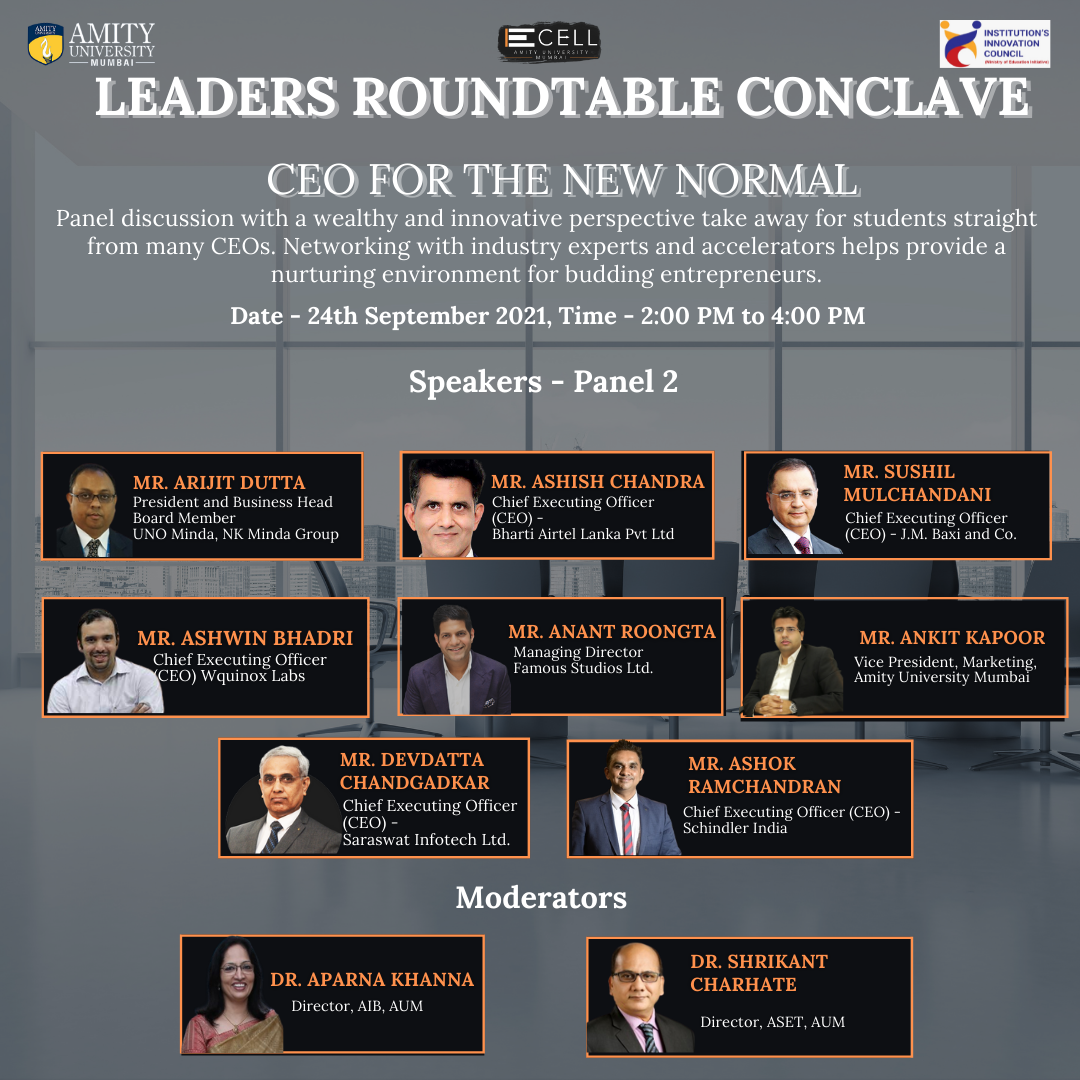 AMITY
AMITY
UNIVERSITY
MUMBAI
ECELL
AMITY UNIVERSITY
MUMBAI
INSTITUTION'S
INNOVATION
COUNCIL
(Ministry of Education Initiative)
LEADERS ROUNDTABLE CONCLAVE
CEO FOR THE NEW NORMAL
Panel discussion with a wealthy and innovative perspective take away for students straight
from many CEOs. Networking with industry experts and accelerators helps provide a
nurturing environment for budding entrepreneurs.
Date - 24th September 2021, Time - 2:00 PM to 4:00 PM
Speakers - Panel 2
MR. ARIJIT DUTTA
President and Business Head
Board Member
UNO Minda, NK Minda Group
MR. ASHISH CHANDRA
Chief Executing Officer
(CEO) -
Bharti Airtel Lanka Pvt Ltd
MR. SUSHIL
MULCHANDANI
Chief Executing Officer
(CEO) - J.M. Baxi and Co.
MR. ASHWIN BHADRI
Chief Executing Officer
(CEO) Wquinox Labs
MR. ANANT ROONGTA
Managing Director
Famous Studios Ltd.
MR. ANKIT KAPOOR
Vice President, Marketing,
Amity University Mumbai
MR. DEVDATTA
CHANDGADKAR
Chief Executing Officer
(CEO) -
Saraswat Infotech Ltd.
MR. ASHOK
RAMCHANDRAN
Chief Executing Officer (CEO) -
Schindler India
Moderators
DR. APARNA KHANNA
Director, AIB, AUM
DR. SHRIKANT
CHARHATE
Director, ASET, AUM